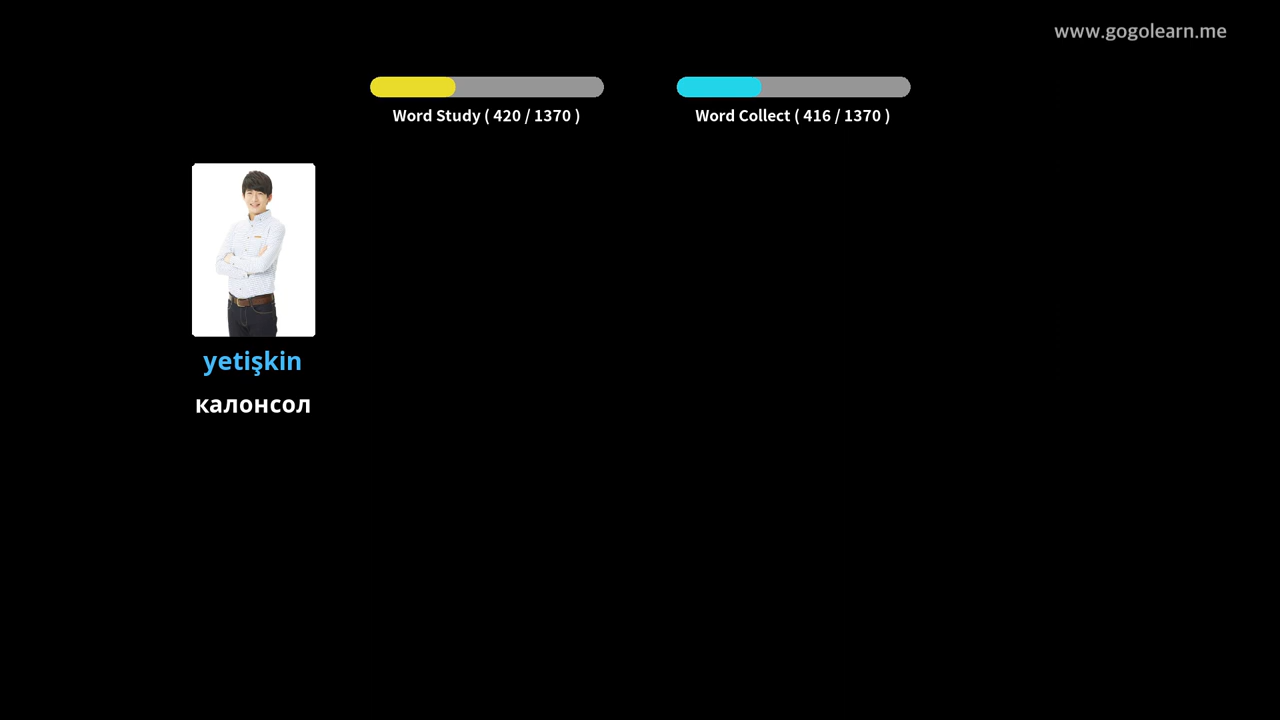 www.gogolearn.me
Word Study ( 420 / 1370 )
Word Collect ( 416 / 1370 )
yetişkin
калонсол